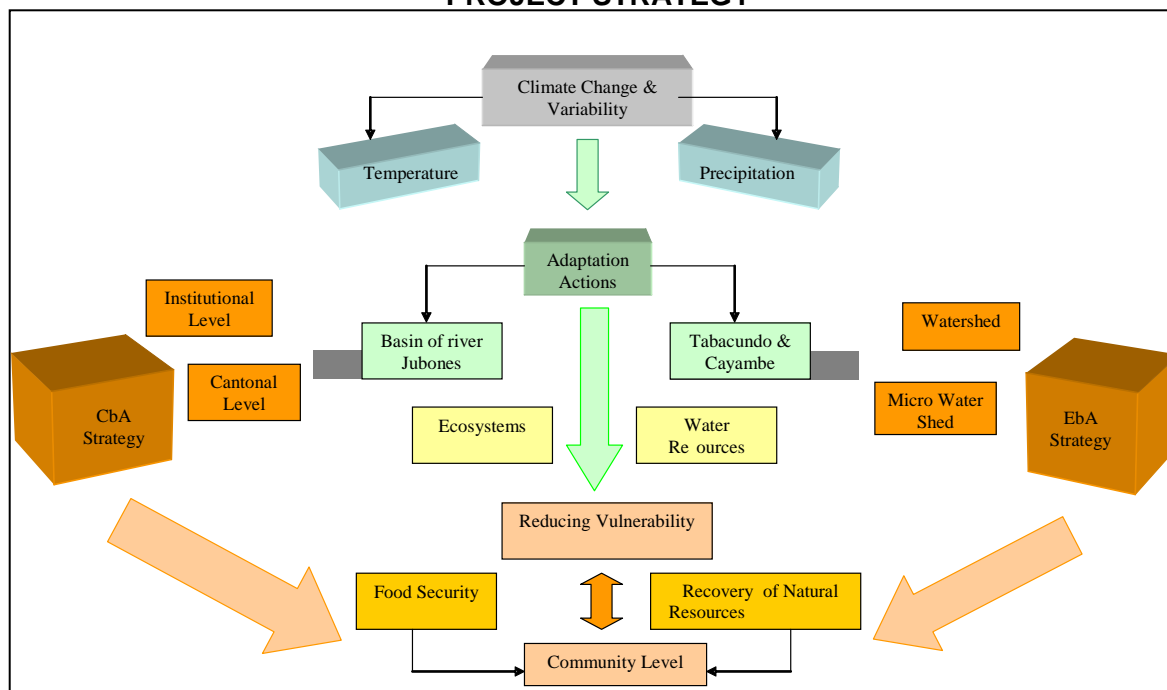 PROJECT STRATEGY
Climate Change &
Variability
Temperature
Precipitation
Adaptation
Actions
Institutional
Level
Watershed
Basin of river
Jubones
Tabacundo &
Cayambe
Cantonal
Level
Micro Water
Shed
CbA
Strategy
EbA
Strategy
Ecosystems
Water
Re ources
Reducing Vulnerability
Food Security
Recovery of Natural
Resources
Community Level